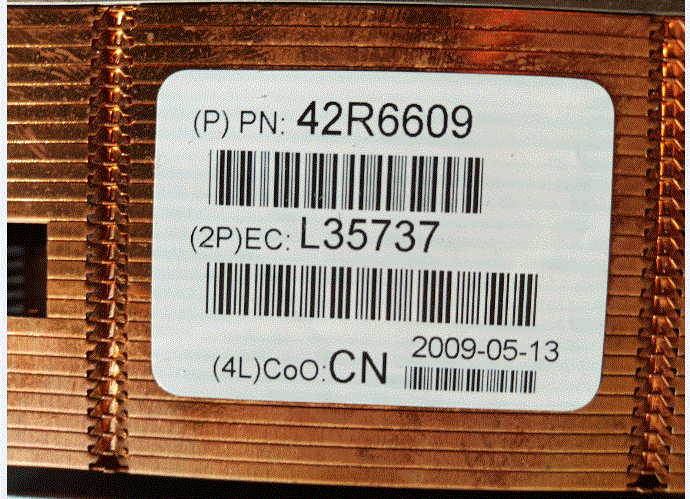 (P) PN: 42R6609
(2P)EC: L35737
2009-05-13
(4L)CoO:CN